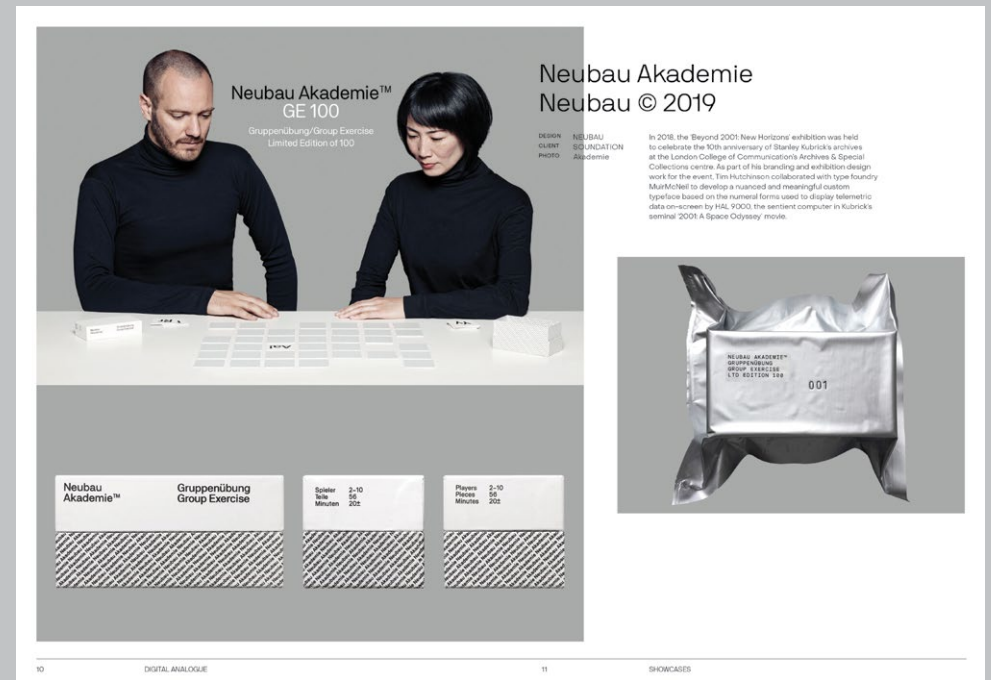 Neubau Akademie™
GE 100
Gruppenübung/Group Exercise
Limited Edition of 100
Neubau Akademie
Neubau © 2019
DESIGN NEUBAU
CLIENT SOUNDATION
PHOTO Akademie
In 2018, the 'Beyond 2001: New Horizons' exhibition was held
to celebrate the 10th anniversary of Stanley Kubrick's archives
at the London College of Communication's Archives & Special
Collections centre. As part of his branding and exhibition design
work for the event, Tim Hutchinson collaborated with type foundry
MuirMcNeil to develop a nuanced and meaningful custom
typeface based on the numeral forms used to display telemetric
data on-screen by HAL 9000, the sentient computer in Kubrick's
seminal '2001: A Space Odyssey' movie.
NEUBAU AKADEMIE™
GRUPPENÜBUNG
GROUP EXERCISE
LTD EDITION 100
001
Neubau
Akademie™
Gruppenübung
Group Exercise
Spieler 2–10
Teile 56
Minuten 20±
Players 2–10
Pieces 56
Minutes 20±
10
DIGITAL ANALOGUE
11
SHOWCASES